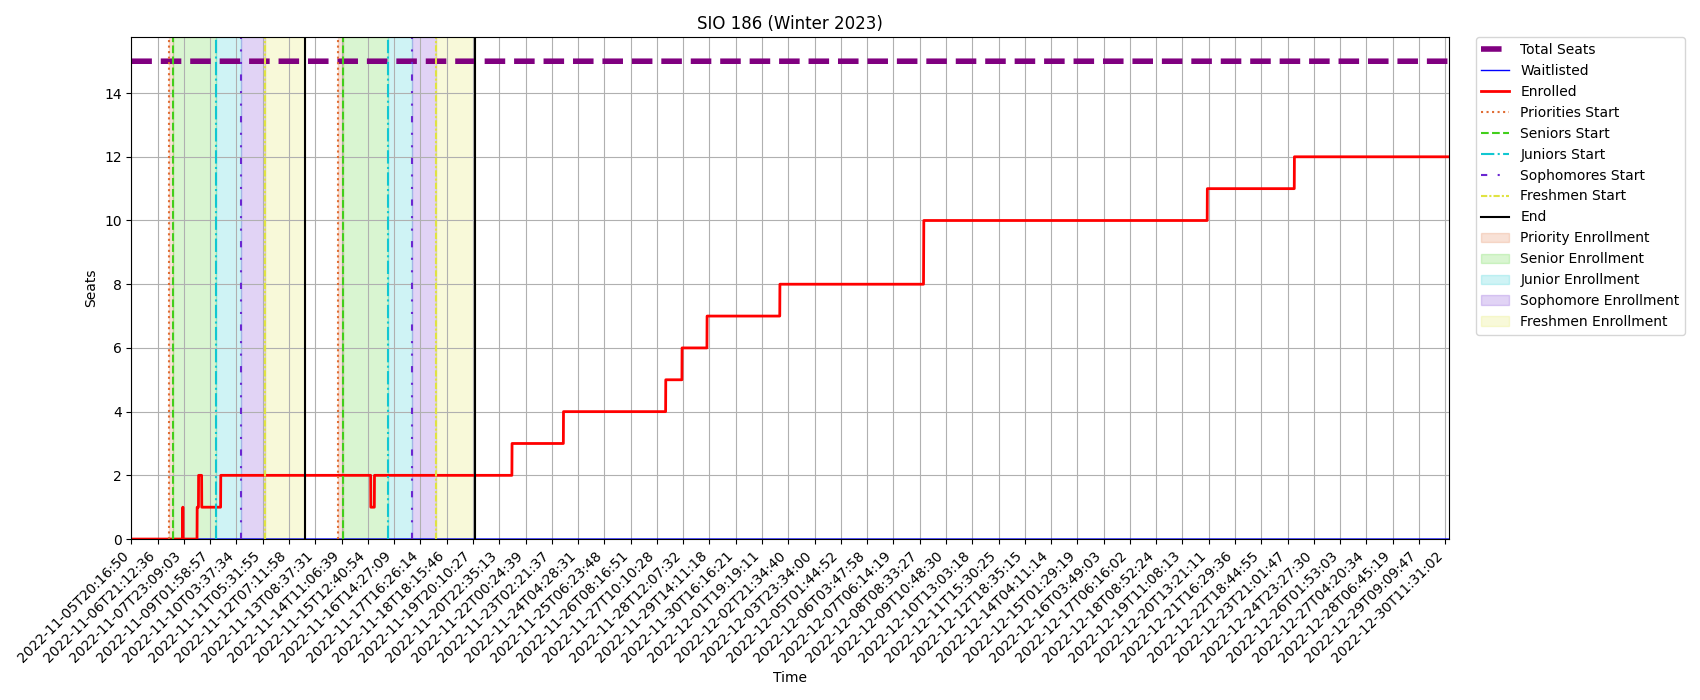 SIO 186 (Winter 2023)
Total Seats
Waitlisted
Enrolled
Priorities Start
Seniors Start
Juniors Start
Sophomores Start
Freshmen Start
End
Priority Enrollment
Senior Enrollment
Junior Enrollment
Sophomore Enrollment
Freshmen Enrollment
Seats
14
12
10
8
6
4
2
0
2022-11-05T20:16:50
2022-11-06T21:12:36
2022-11-07T23:09:03
2022-11-09T01:58:57
2022-11-10T03:37:34
2022-11-11T05:31:55
2022-11-12T07:11:58
2022-11-13T08:37:31
2022-11-14T11:06:39
2022-11-15T12:40:54
2022-11-16T14:27:09
2022-11-17T16:26:14
2022-11-18T18:15:46
2022-11-19T20:10:27
2022-11-20T22:35:13
2022-11-22T00:24:39
2022-11-23T02:21:37
2022-11-24T04:28:31
2022-11-25T06:23:48
2022-11-26T08:16:51
2022-11-27T10:10:28
2022-11-28T12:07:32
2022-11-29T14:11:18
2022-11-30T16:16:21
2022-12-01T19:19:11
2022-12-02T21:34:40
2022-12-03T23:34:00
2022-12-05T01:44:52
2022-12-06T03:47:58
2022-12-07T06:14:19
2022-12-08T08:33:27
2022-12-09T10:48:30
2022-12-10T13:03:18
2022-12-11T15:30:25
2022-12-12T18:35:15
2022-12-14T04:11:14
2022-12-15T01:29:19
2022-12-16T03:49:03
2022-12-17T06:16:02
2022-12-18T08:52:24
2022-12-19T11:08:13
2022-12-20T13:21:11
2022-12-21T16:29:36
2022-12-22T18:44:55
2022-12-23T21:01:47
2022-12-24T23:27:30
2022-12-26T01:53:03
2022-12-27T04:20:34
2022-12-28T06:45:19
2022-12-29T09:09:47
2022-12-30T11:31:02
Time